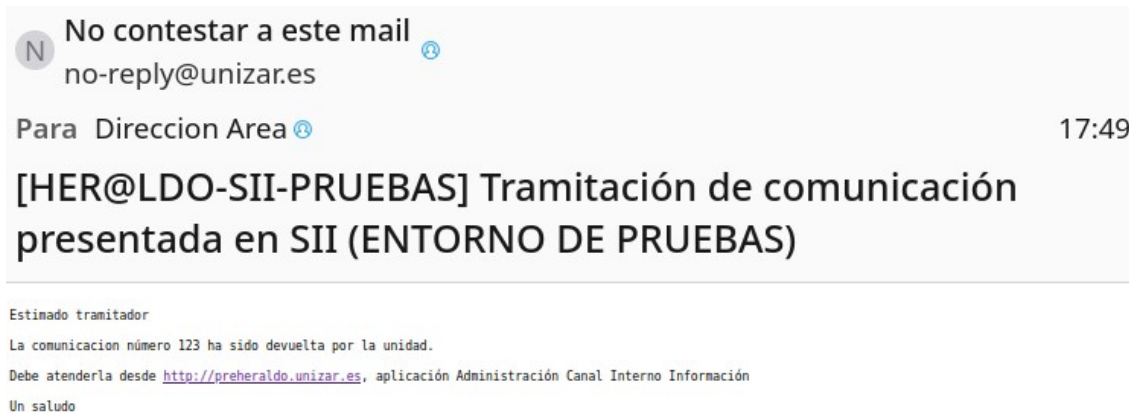 N
No contestar a este mail
no-reply@unizar.es
Para Direccion Area 17:49
[HER@LDO-SII-PRUEBAS] Tramitación de comunicación
presentada en SII (ENTORNO DE PRUEBAS)
Estimado tramitador
La comunicacion número 123 ha sido devuelta por la unidad.
Debe atenderla desde http://preheraldo.unizar.es, aplicación Administración Canal Interno Información
Un saludo